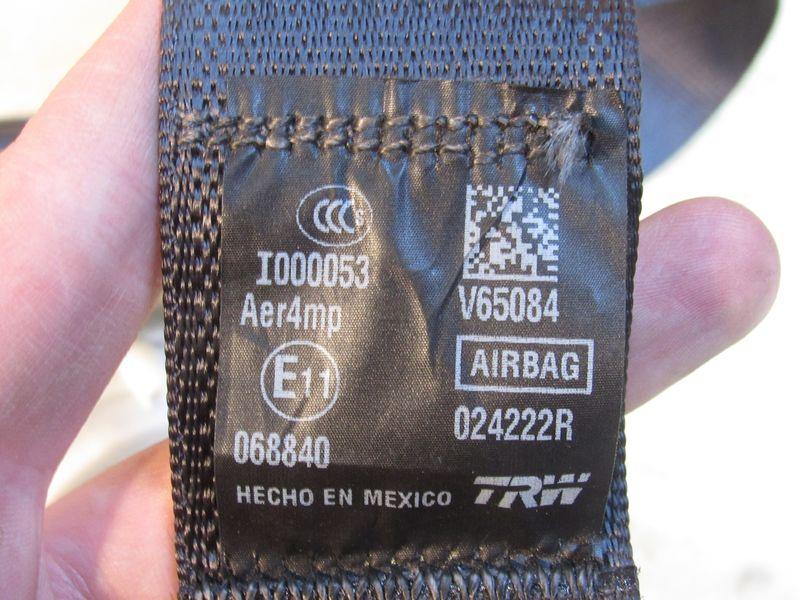 CCC S
I000053
Aer4mp
E11
068840
HECHO EN MEXICO
V65084
AIRBAG
024222R
TRW